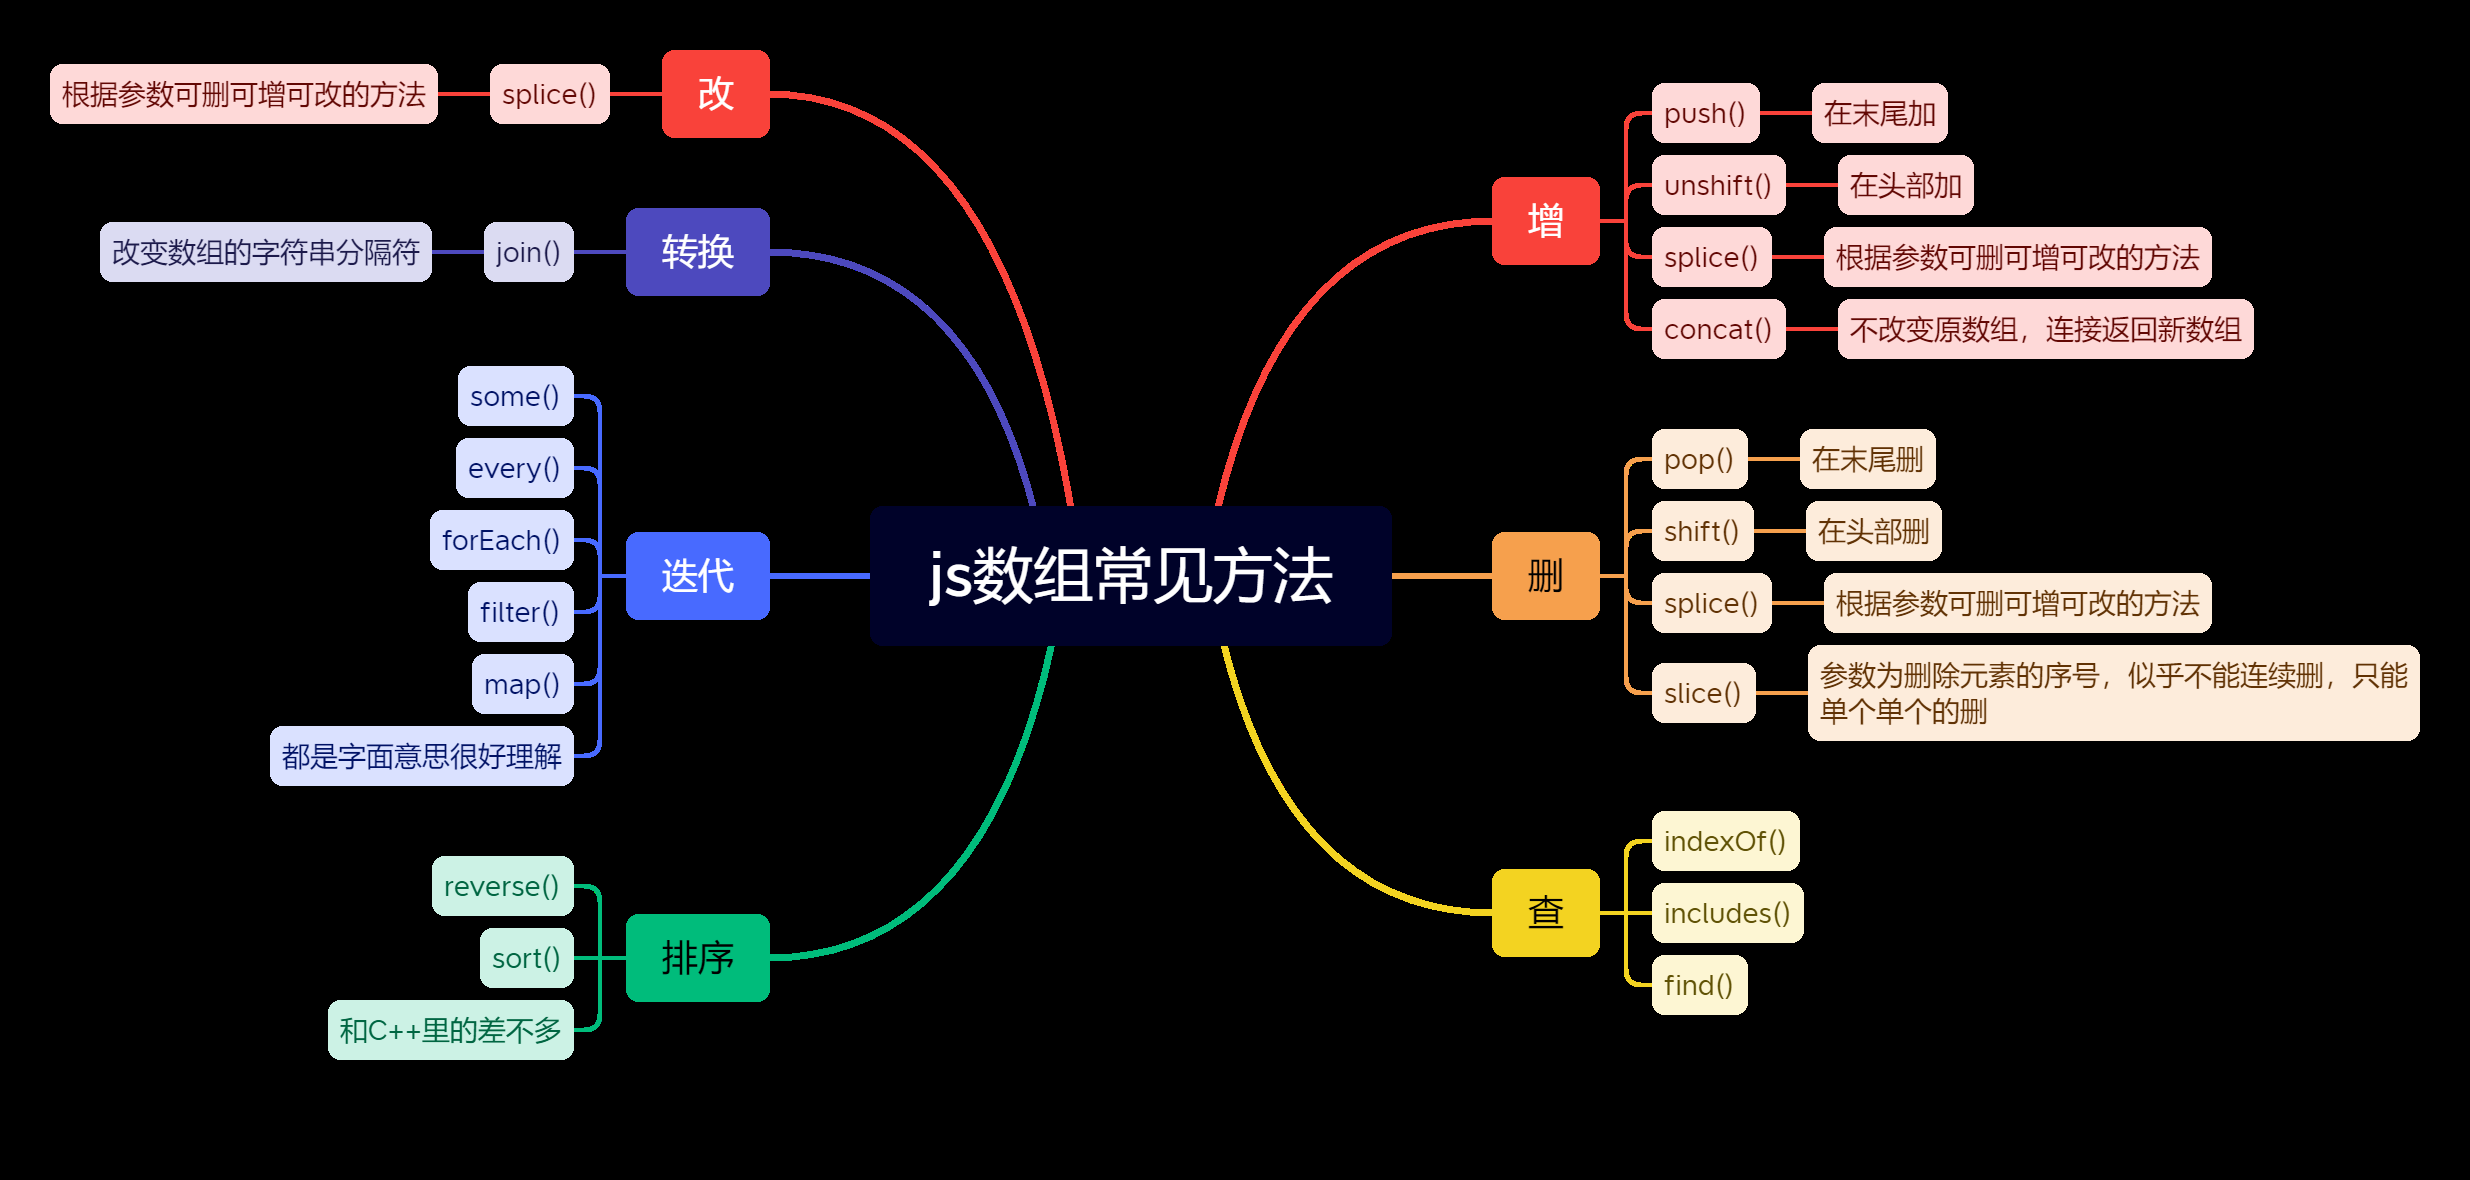 js数组常见方法
增
push()
在末尾加
unshift()
在头部加
splice()
根据参数可删可增可改的方法
concat()
不改变原数组，连接返回新数组
删
pop()
在末尾删
shift()
在头部删
splice()
根据参数可删可增可改的方法
slice()
参数为删除元素的序号，似乎不能连续删，只能
单个单个的删
查
indexOf()
includes()
find()
改
splice()
根据参数可删可增可改的方法
转换
join()
改变数组的字符串分隔符
迭代
some()
every()
forEach()
filter()
map()
都是字面意思很好理解
排序
reverse()
sort()
和C++里的差不多